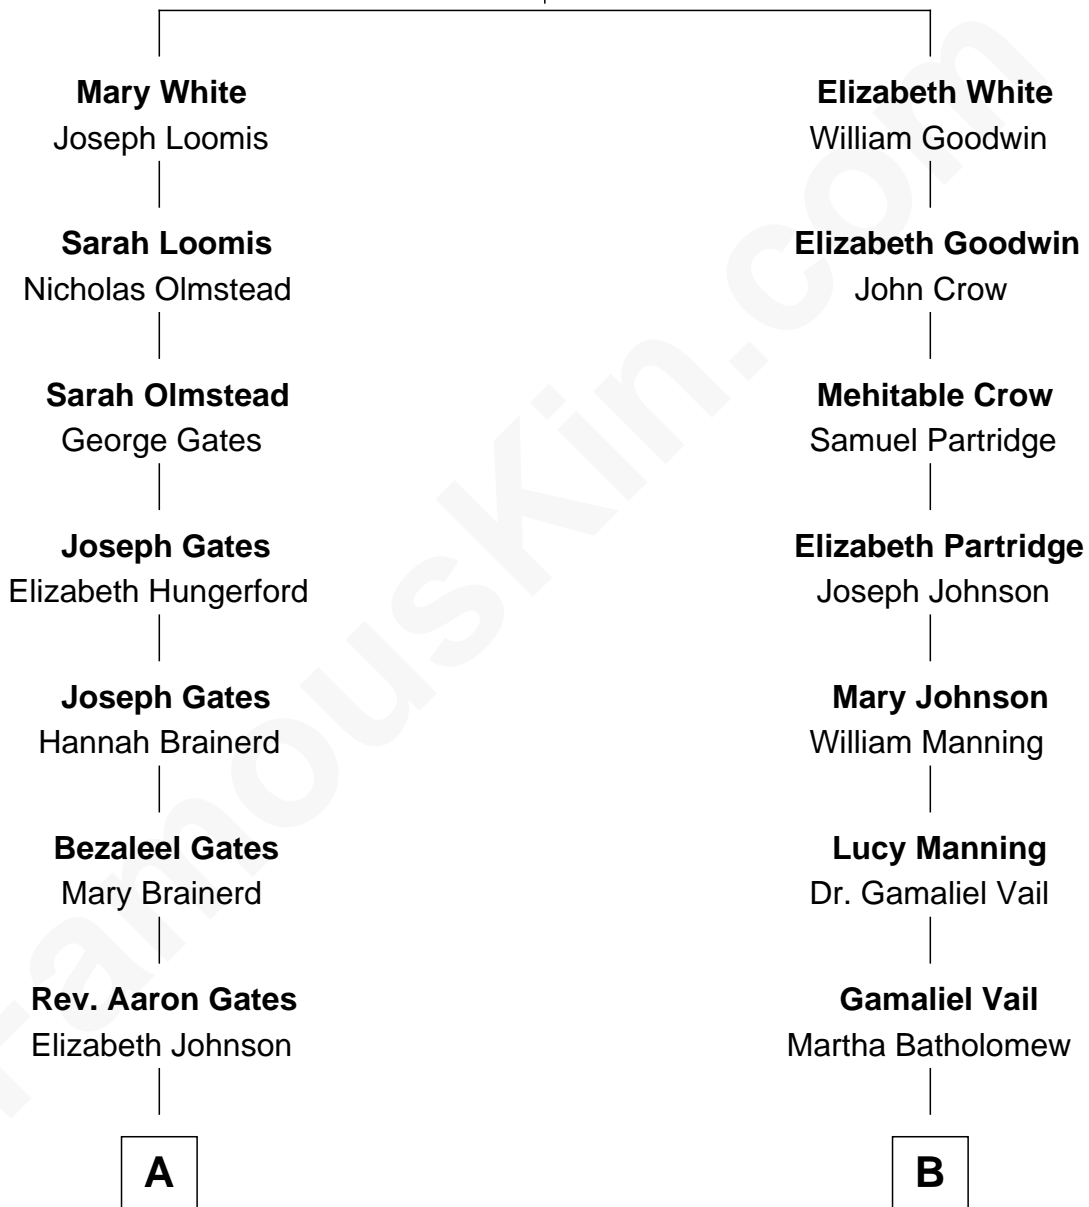 Mary White
Joseph Loomis
Sarah Loomis
Nicholas Olmstead
Sarah Olmstead
George Gates
Joseph Gates
Elizabeth Hungerford
Joseph Gates
Hannah Brainerd
Bezaleel Gates
Mary Brainerd
Rev. Aaron Gates
Elizabeth Johnson
A
Elizabeth White
William Goodwin
Elizabeth Goodwin
John Crow
Mehitable Crow
Samuel Partridge
Elizabeth Partridge
Joseph Johnson
Mary Johnson
William Manning
Lucy Manning
Dr. Gamaliel Vail
Gamaliel Vail
Martha Batholomew
B
FamousKin.com